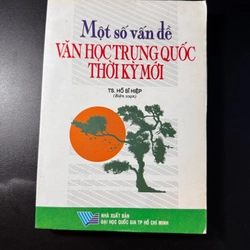 Một số vấn đề
VĂN HỌC TRUNG QUỐC
THỜI KỲ MỚI
TS. HỒ SĨ HIỆP
(Biên soạn)
NHÀ XUẤT BẢN
ĐẠI HỌC QUỐC GIA TP HỒ CHÍ MINH